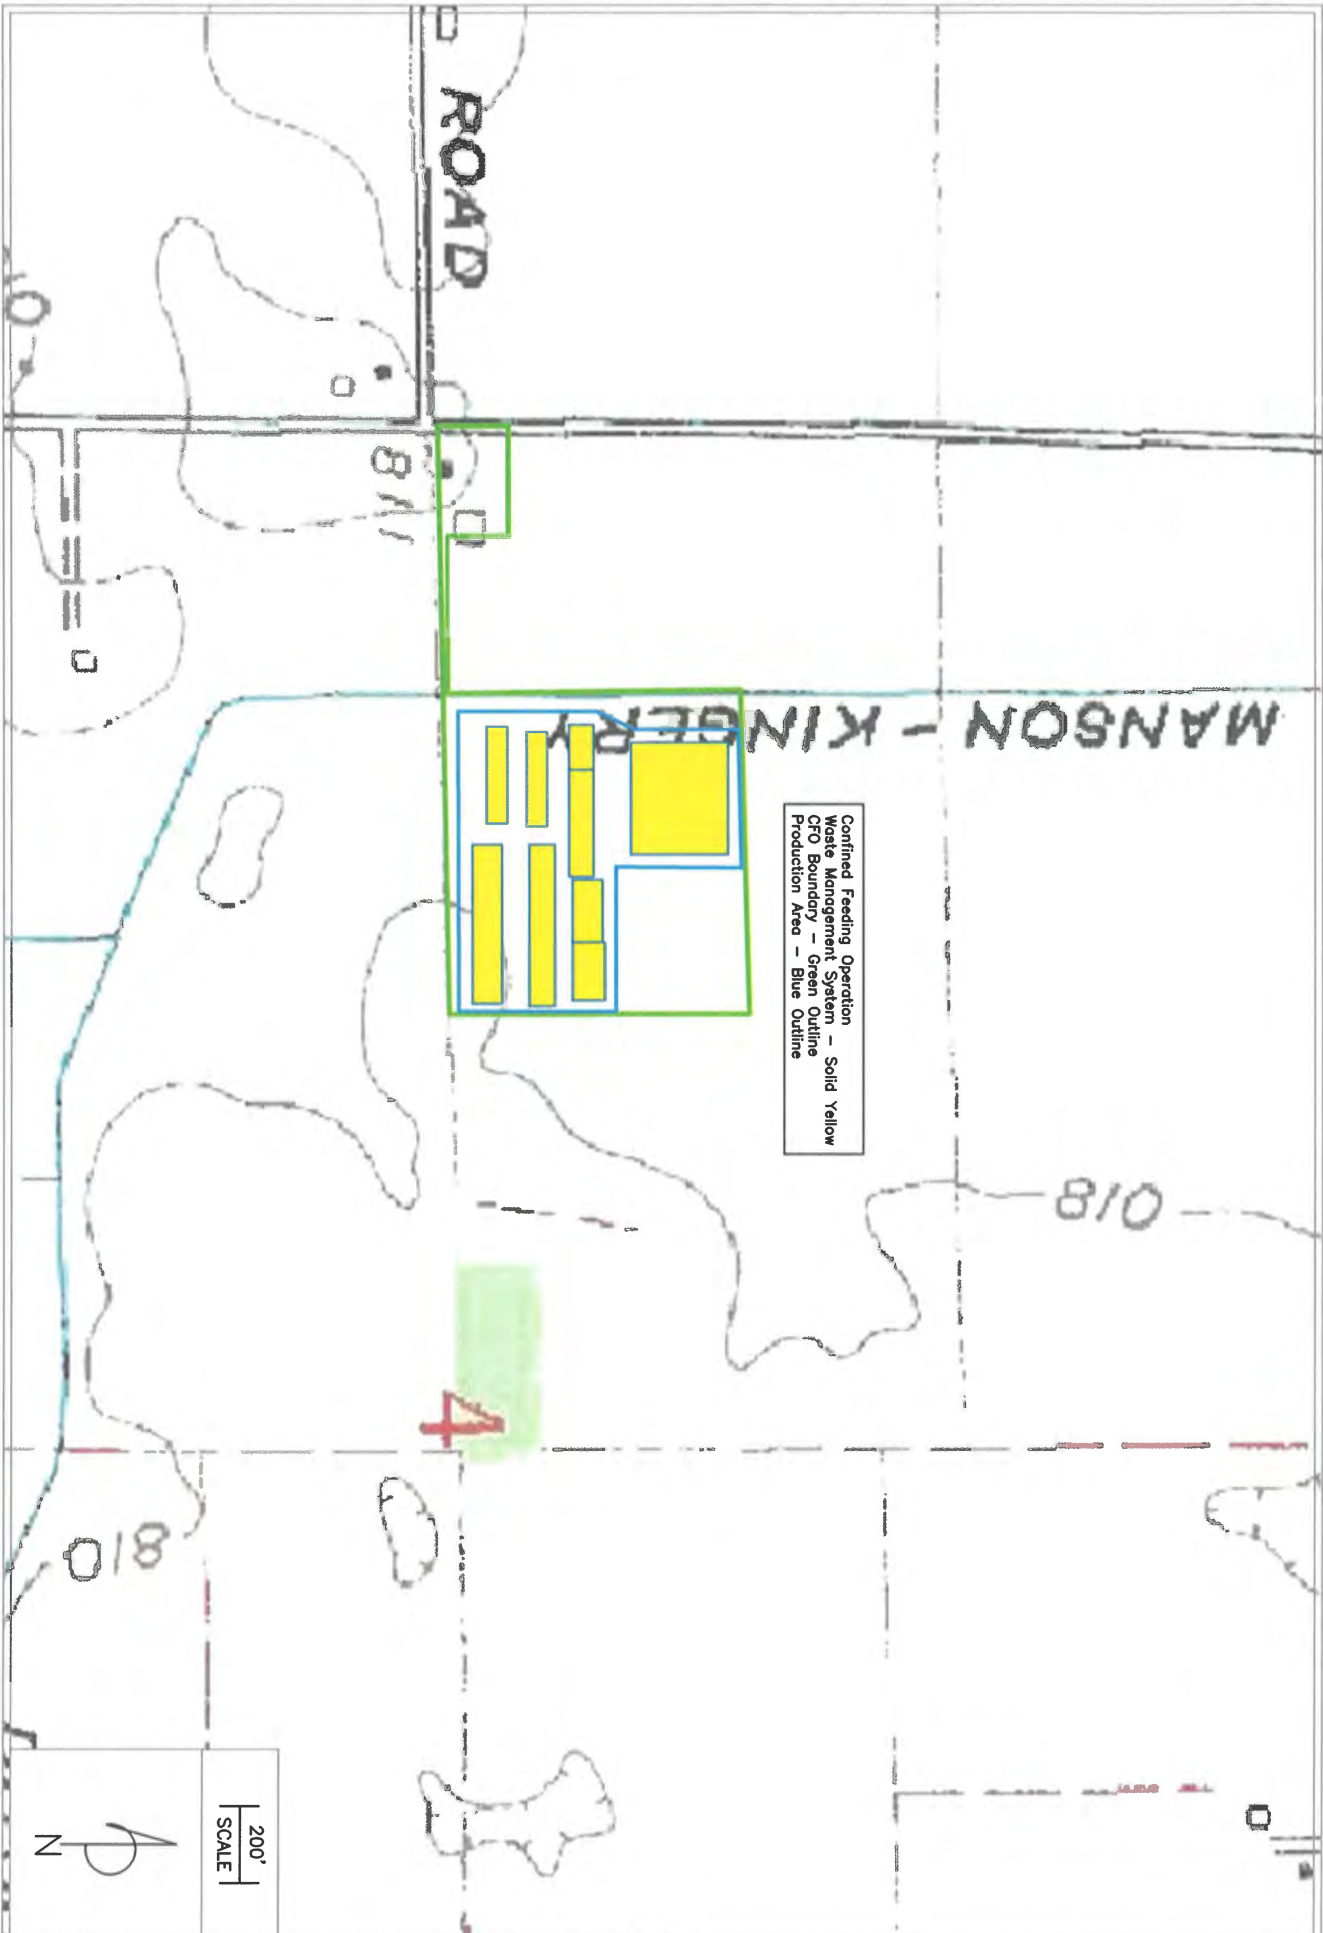 ROAD
811
MANSON - KINGERY
Confined Feeding Operation
Waste Management System - Solid Yellow
CFO Boundary - Green Outline
Production Area - Blue Outline
810
4
810
200'
SCALE
N